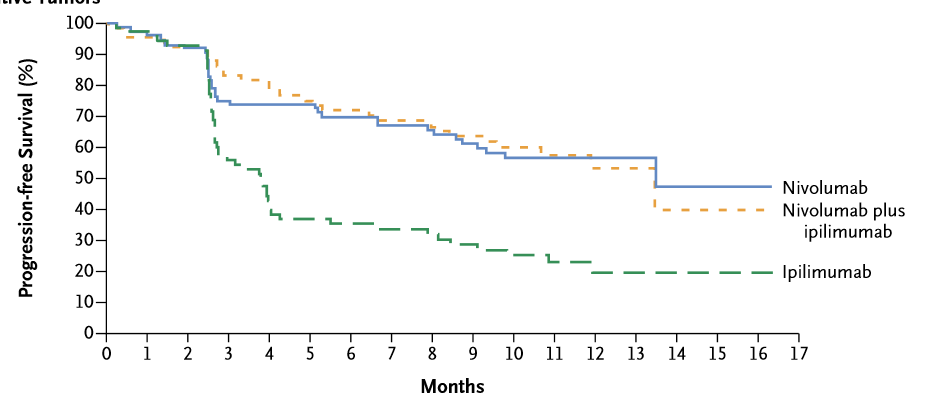 100
90
80
70
60
50
40
30
20
10
0
Progression-free Survival (%)
Nivolumab
Nivolumab plus
ipilimumab
Ipilimumab
0 1 2 3 4 5 6 7 8 9 10 11 12 13 14 15 16 17
Months